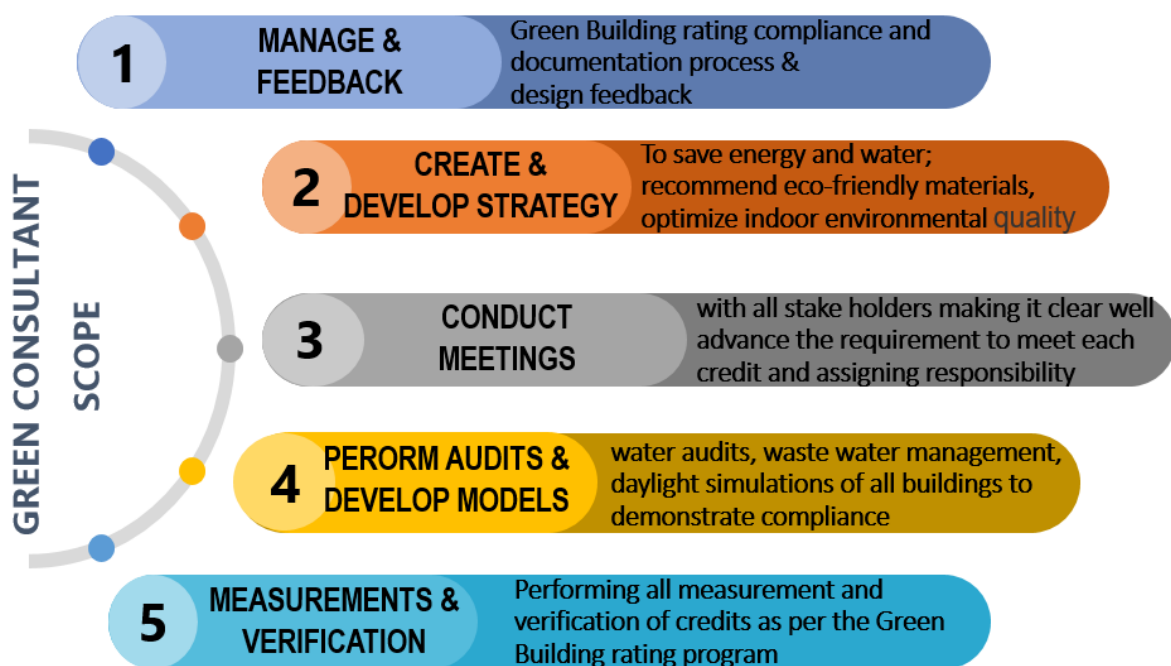 GREEN CONSULTANT
SCOPE
1
MANAGE &
FEEDBACK
Green Building rating compliance and
documentation process &
design feedback
2
CREATE &
DEVELOP STRATEGY
To save energy and water;
recommend eco-friendly materials,
optimize indoor environmental quality
3
CONDUCT
MEETINGS
with all stake holders making it clear well
advance the requirement to meet each
credit and assigning responsibility
4
PERORM AUDITS &
DEVELOP MODELS
water audits, waste water management,
daylight simulations of all buildings to
demonstrate compliance
5
MEASUREMENTS &
VERIFICATION
Performing all measurement and
verification of credits as per the Green
Building rating program